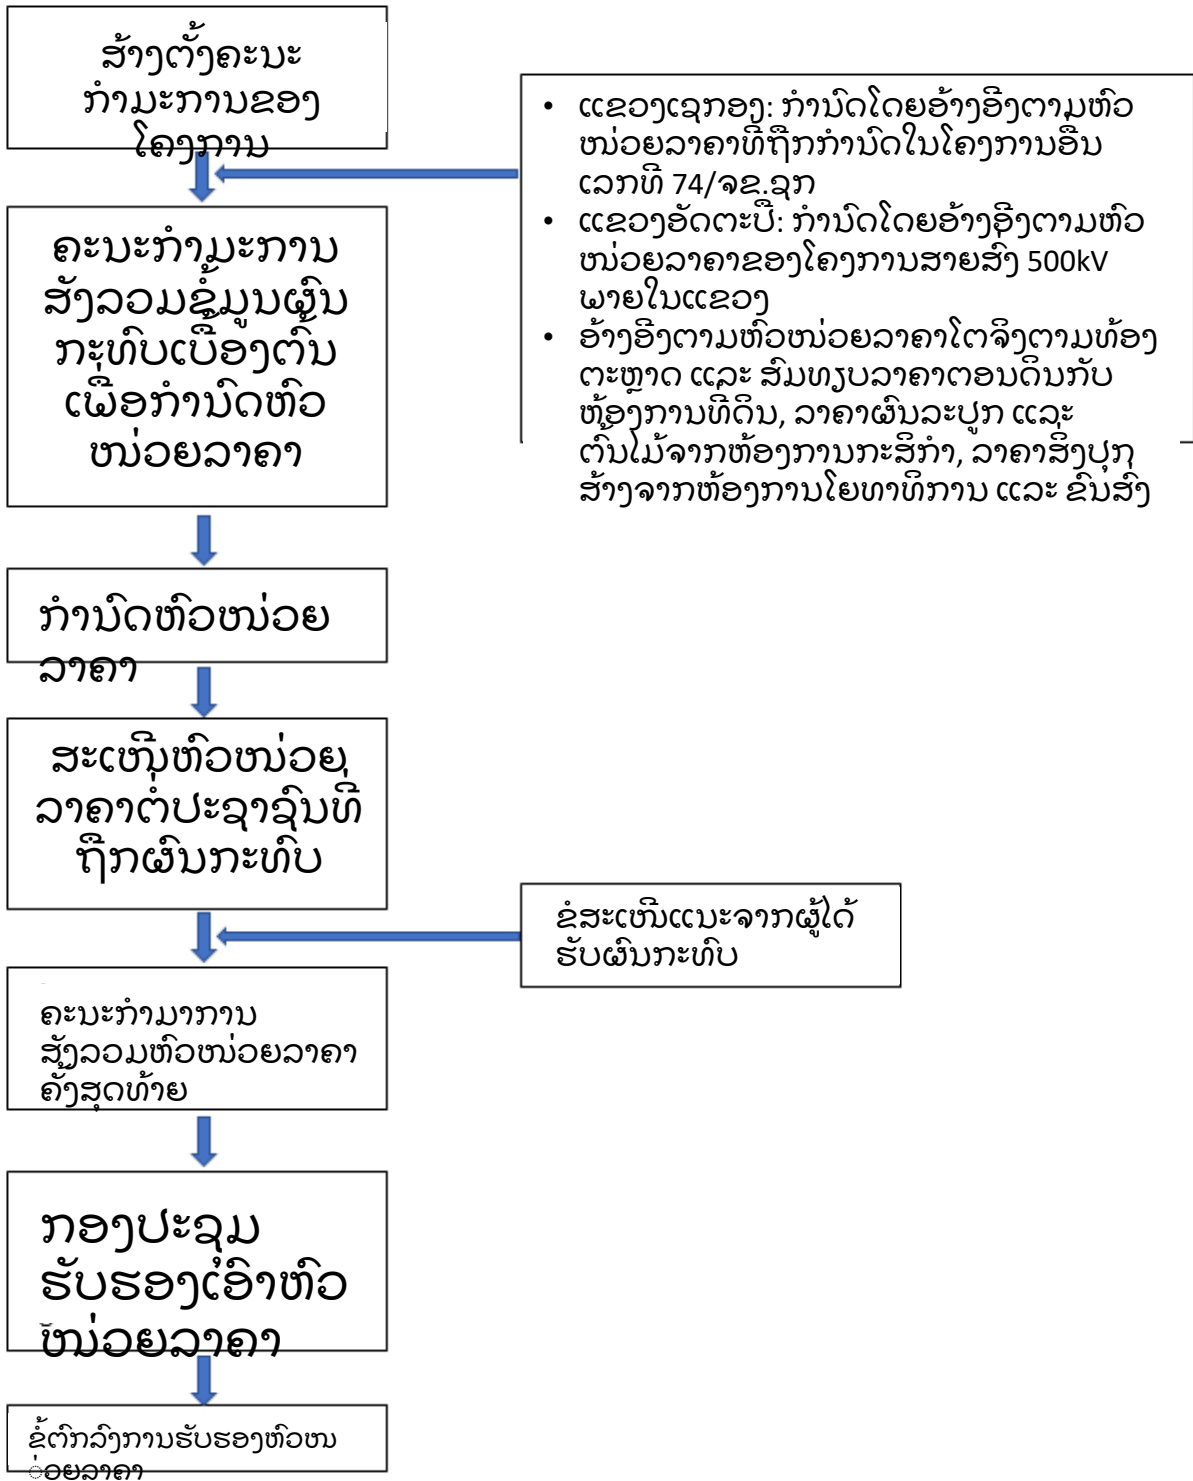 ສ້າງຕັ້ງຄະນະ
ກຳມະການຂອງ
ໂຄງການ
• ແຂວງເຊກອງ: ກຳນົດໂດຍອ້າງອີງຕາມຫົວ
ໜ່ວຍລາຄາທີ່ຖືກກຳນົດໃນໂຄງການອື່ນ
ເລກທີ 74/ຈຂ.ຊກ
• ແຂວງອັດຕະປື: ກຳນົດໂດຍອ້າງອີງຕາມຫົວ
ໜ່ວຍລາຄາຂອງໂຄງການສາຍສົ່ງ 500kV
ພາຍໃນແຂວງ
• ອ້າງອີງຕາມຫົວໜ່ວຍລາຄາໂຕຈິງຕາມທ້ອງ
ຕະຫຼາດ ແລະ ສົມທຽບລາຄາຕອນດິນກັບ
ຫ້ອງການທີ່ດິນ, ລາຄາຜົນລະປູກ ແລະ
ຕົ້ນໄມ້ຈາກຫ້ອງການກະສິກຳ, ລາຄາສິ່ງປຸກ
ສ້າງຈາກຫ້ອງການໂຍທາທິການ ແລະ ຂົນສົ່ງ
ຄະນະກຳມະການ
ສັງລວມຂໍ້ມູນຜົນ
ກະທົບເບື້ອງຕົ້ນ
ເພື່ອກຳນົດຫົວ
ໜ່ວຍລາຄາ
ກຳນົດຫົວໜ່ວຍ
ລາຄາ
ສະເໜີຫົວໜ່ວຍ
ລາຄາຕໍ່ປະຊາຊົນທີ່
ຖືກຜົນກະທົບ
ຂໍສະເໜີແນະຈາກຜູ້ໄດ້
ຮັບຜົນກະທົບ
ຄະນະກຳມາການ
ສັງລວມຫົວໜ່ວຍລາຄາ
ຄັ້ງສຸດທ້າຍ
ກອງປະຊຸມ
ຮັບຮອງເອົາຫົວ
ໜ່ວຍລາຄາ
ຂໍ້ຕົກລົງການຮັບຮອງຫົວໜ
່ວຍລາຄາ